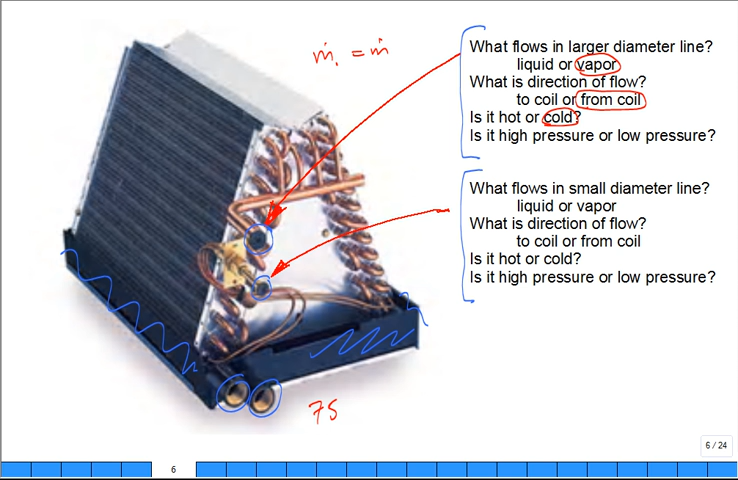 ṁ₁ = ṁ
What flows in larger diameter line?
liquid or vapor
What is direction of flow?
to coil or from coil
Is it hot or cold?
Is it high pressure or low pressure?
What flows in small diameter line?
liquid or vapor
What is direction of flow?
to coil or from coil
Is it hot or cold?
Is it high pressure or low pressure?
75
6 / 24
6